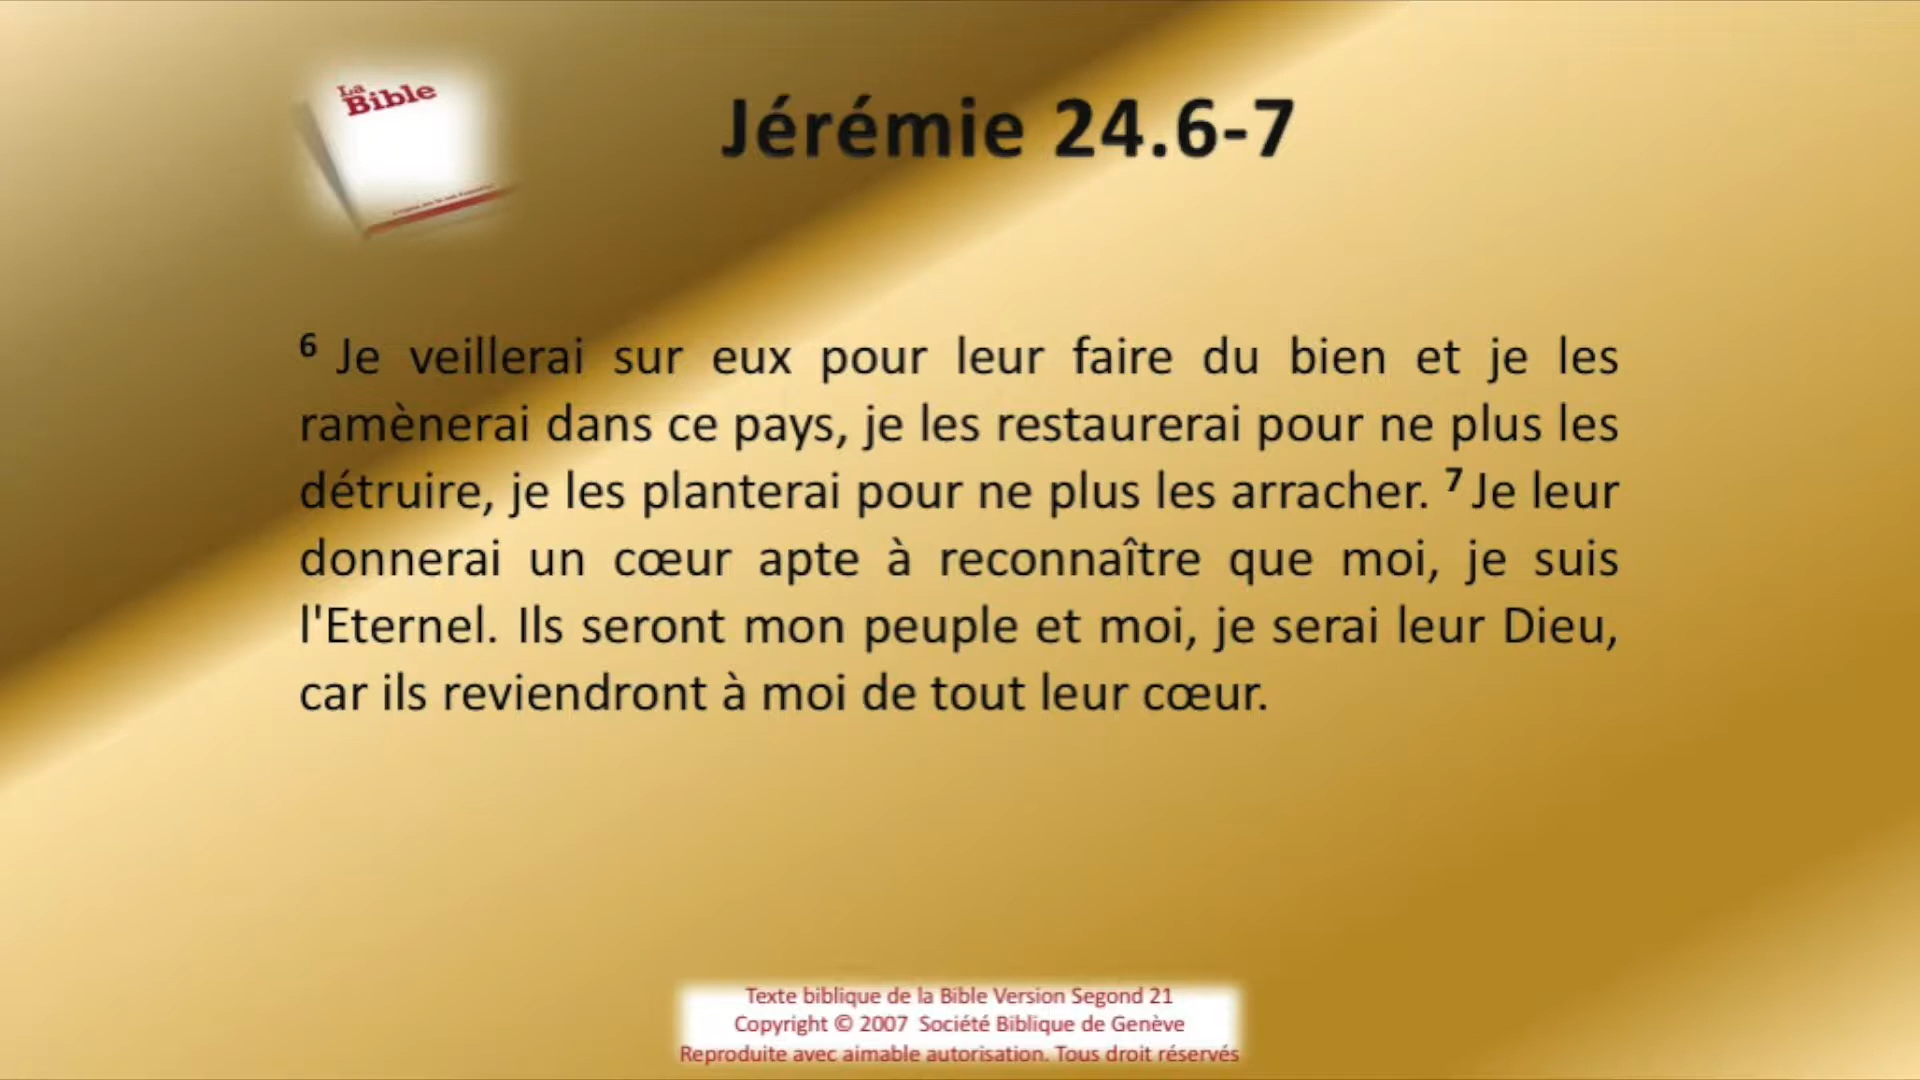 La
Bible
Jérémie 24.6-7
6 Je veillerai sur eux pour leur faire du bien et je les
ramènerai dans ce pays, je les restaurerai pour ne plus les
détruire, je les planterai pour ne plus les arracher. 7 Je leur
donnerai un cœur apte à reconnaître que moi, je suis
l'Eternel. Ils seront mon peuple et moi, je serai leur Dieu,
car ils reviendront à moi de tout leur cœur.
Texte biblique de la Bible Version Segond 21
Copyright © 2007 Société Biblique de Genève
Reproduite avec aimable autorisation. Tous droit réservés